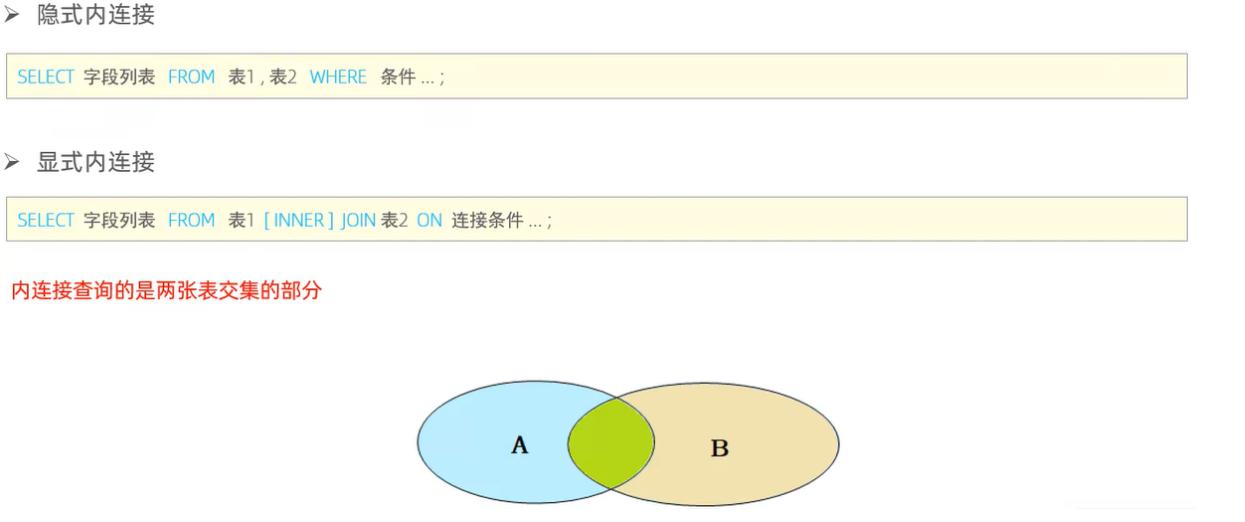 ➢ 隐式内连接
SELECT 字段列表 FROM 表1 , 表2 WHERE 条件 ... ;
➢ 显式内连接
SELECT 字段列表 FROM 表1 [ INNER ] JOIN 表2 ON 连接条件 ... ;
内连接查询的是两张表交集的部分
A B